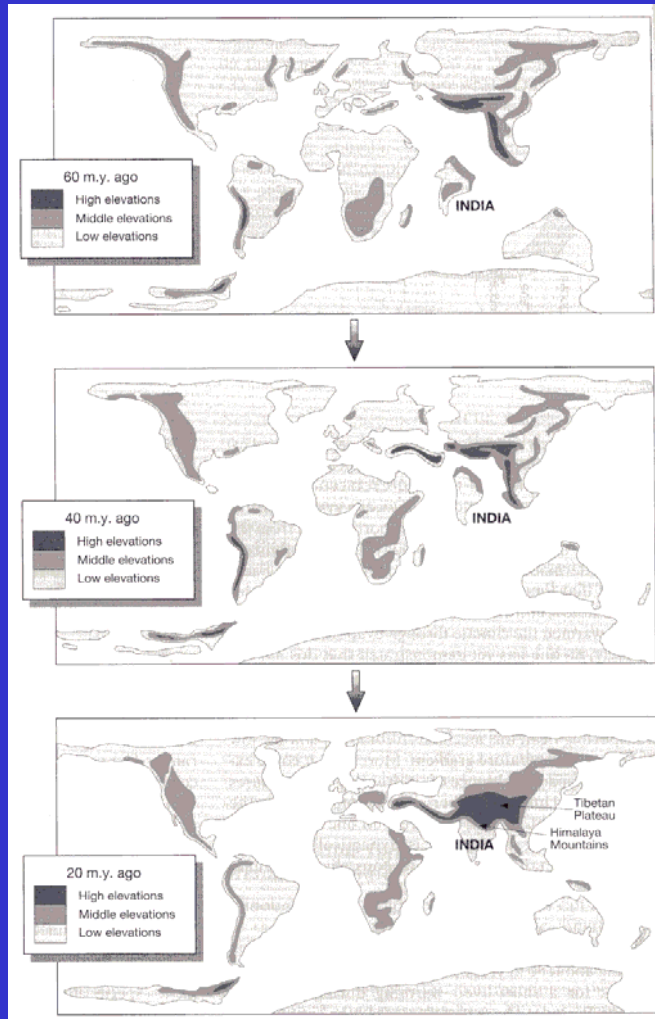 60 m.y. ago
High elevations
Middle elevations
Low elevations
INDIA
40 m.y. ago
High elevations
Middle elevations
Low elevations
INDIA
20 m.y. ago
High elevations
Middle elevations
Low elevations
Tibetan
Plateau
Himalaya
Mountains
INDIA